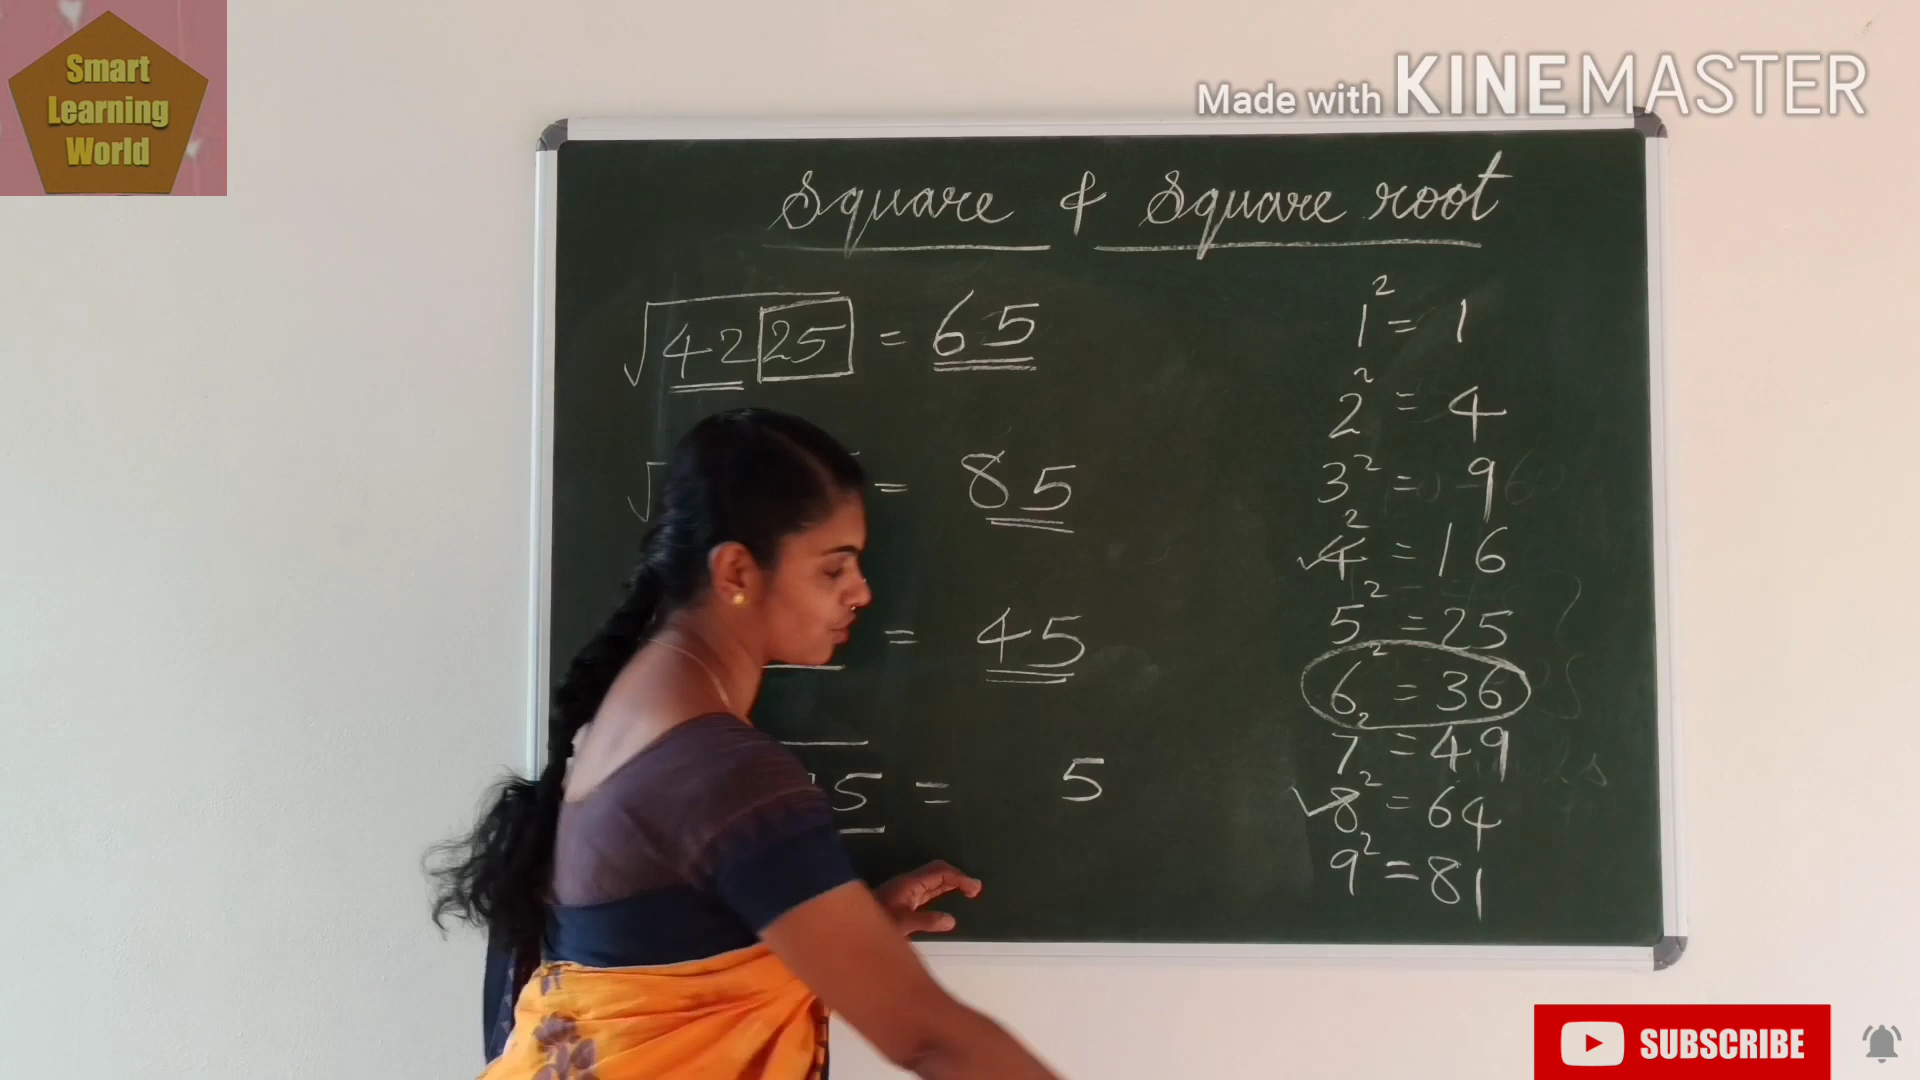 Smart
Learning
World
Made with KINEMASTER
Square & Square root
√4225 = 65
= 85
= 45
5 = 5
1² = 1
2² = 4
3² = 9
4² = 16
5² = 25
6² = 36
7² = 49
8² = 64
9² = 81
SUBSCRIBE